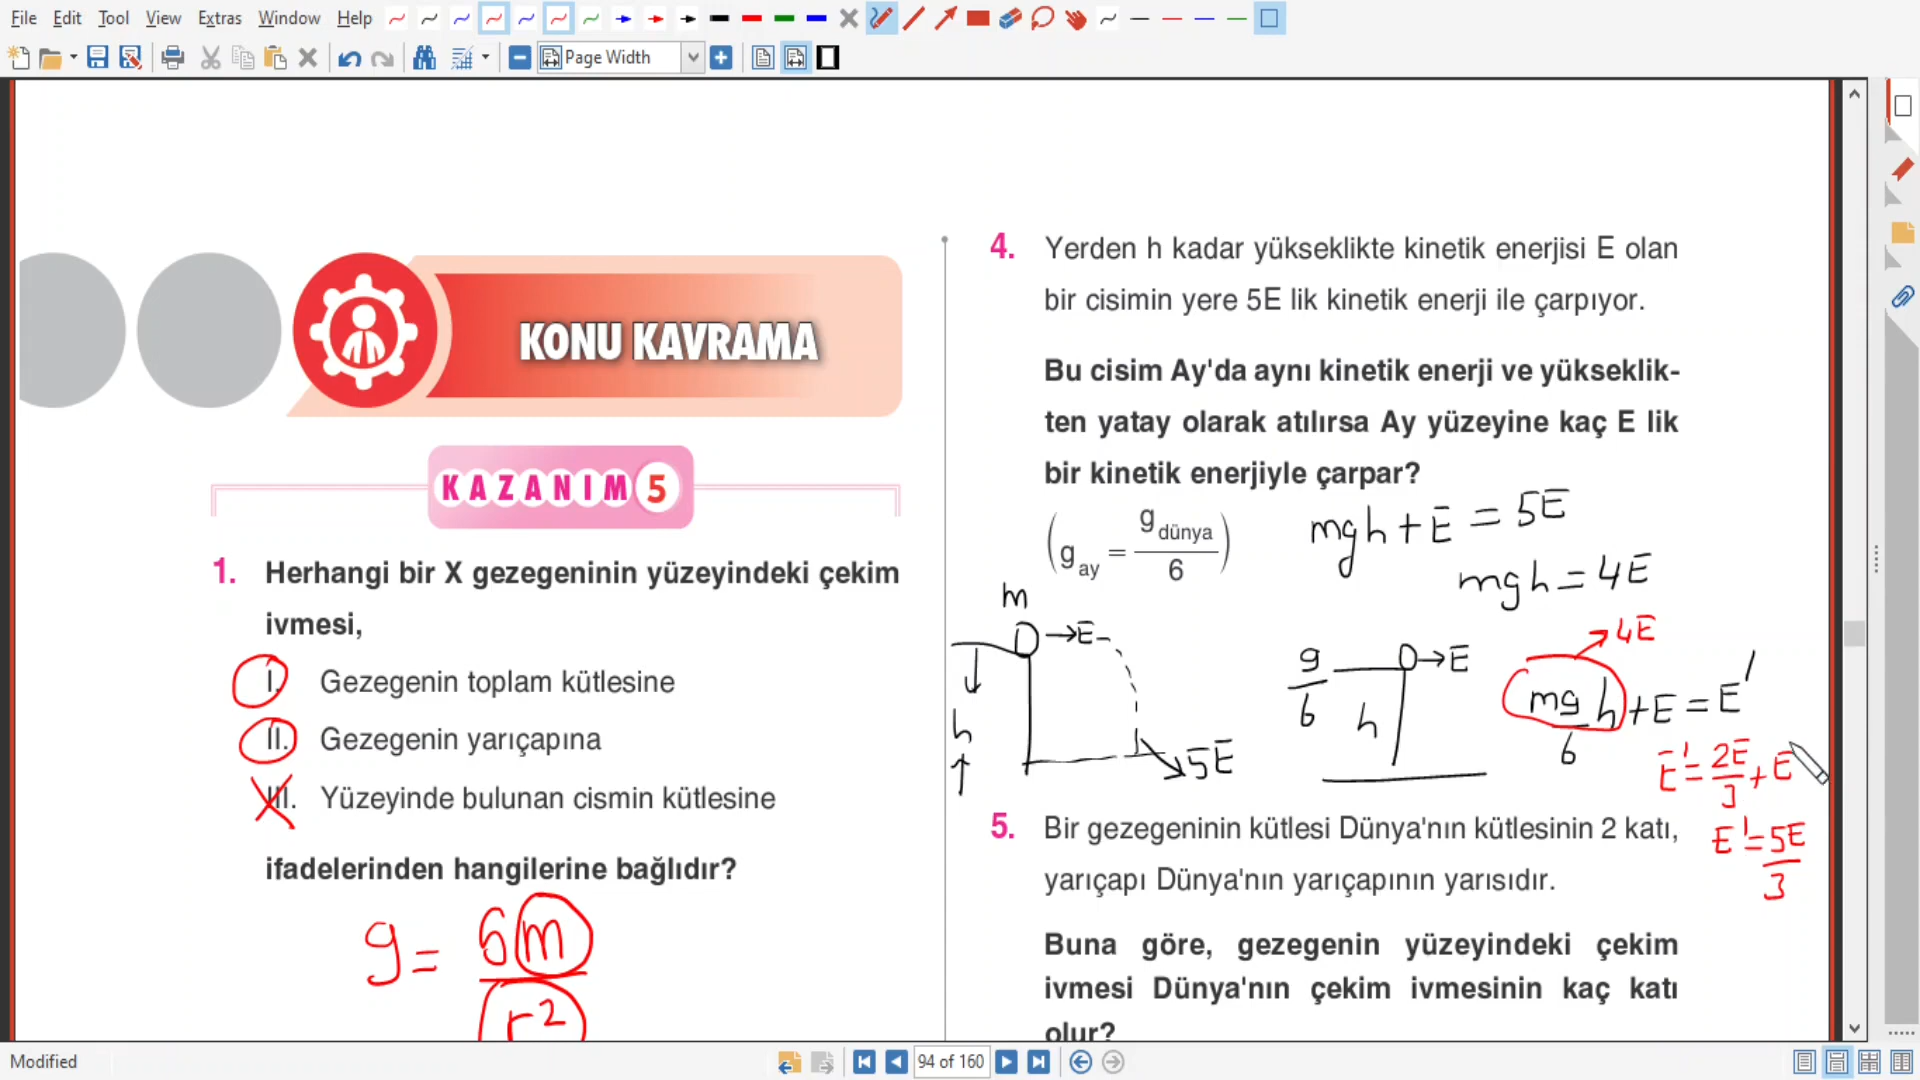 File Edit Tool View Extras Window Help
Page Width
KONU KAVRAMA
KAZANIM 5
1. Herhangi bir X gezegeninin yüzeyindeki çekim
ivmesi,
I. Gezegenin toplam kütlesine
II. Gezegenin yarıçapına
III. Yüzeyinde bulunan cismin kütlesine
ifadelerinden hangilerine bağlıdır?
g = Gm
r²
4. Yerden h kadar yükseklikte kinetik enerjisi E olan
bir cisimin yere 5E lik kinetik enerji ile çarpıyor.
Bu cisim Ay'da aynı kinetik enerji ve yükseklik-
ten yatay olarak atılırsa Ay yüzeyine kaç E lik
bir kinetik enerjiyle çarpar?
(g ay = g dünya / 6)
mgh + E = 5E
mgh = 4E
m
E
h
5E
g/6
E
h
4E
mg/6 h + E = E'
E' = 2E/3 + E
E' = 5E/3
5. Bir gezegeninin kütlesi Dünya'nın kütlesinin 2 katı,
yarıçapı Dünya'nın yarıçapının yarısıdır.
Buna göre, gezegenin yüzeyindeki çekim
ivmesi Dünya'nın çekim ivmesinin kaç katı
olur?
Modified
94 of 160